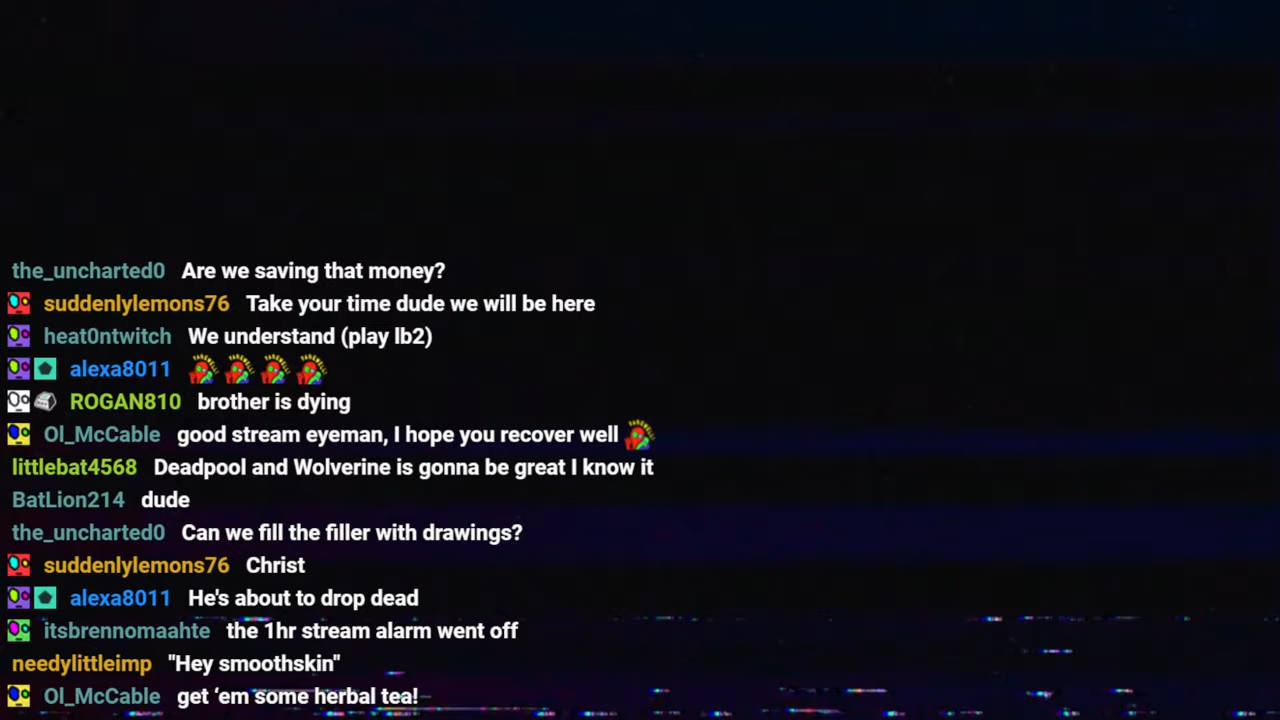 the_uncharted0 Are we saving that money?
suddenlylemons76 Take your time dude we will be here
heat0ntwitch We understand (play lb2)
alexa8011
ROGAN810 brother is dying
Ol_McCable good stream eyeman, I hope you recover well
littlebat4568 Deadpool and Wolverine is gonna be great I know it
BatLion214 dude
the_uncharted0 Can we fill the filler with drawings?
suddenlylemons76 Christ
alexa8011 He's about to drop dead
itsbrennomaahte the 1hr stream alarm went off
needylittleimp "Hey smoothskin"
Ol_McCable get ‘em some herbal tea!